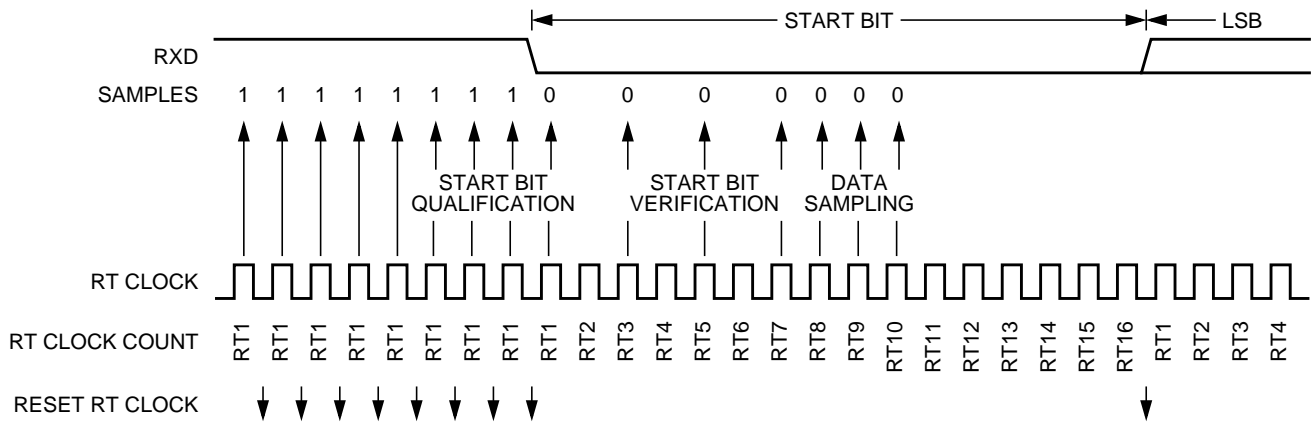 START BIT LSB
RXD
SAMPLES 1 1 1 1 1 1 1 1 0 0 0 0 0 0 0
START BIT START BIT DATA
QUALIFICATION VERIFICATION SAMPLING
RT CLOCK
RT CLOCK COUNT RT1 RT1 RT1 RT1 RT1 RT1 RT1 RT1 RT1 RT2 RT3 RT4 RT5 RT6 RT7 RT8 RT9 RT10 RT11 RT12 RT13 RT14 RT15 RT16 RT1 RT2 RT3 RT4
RESET RT CLOCK